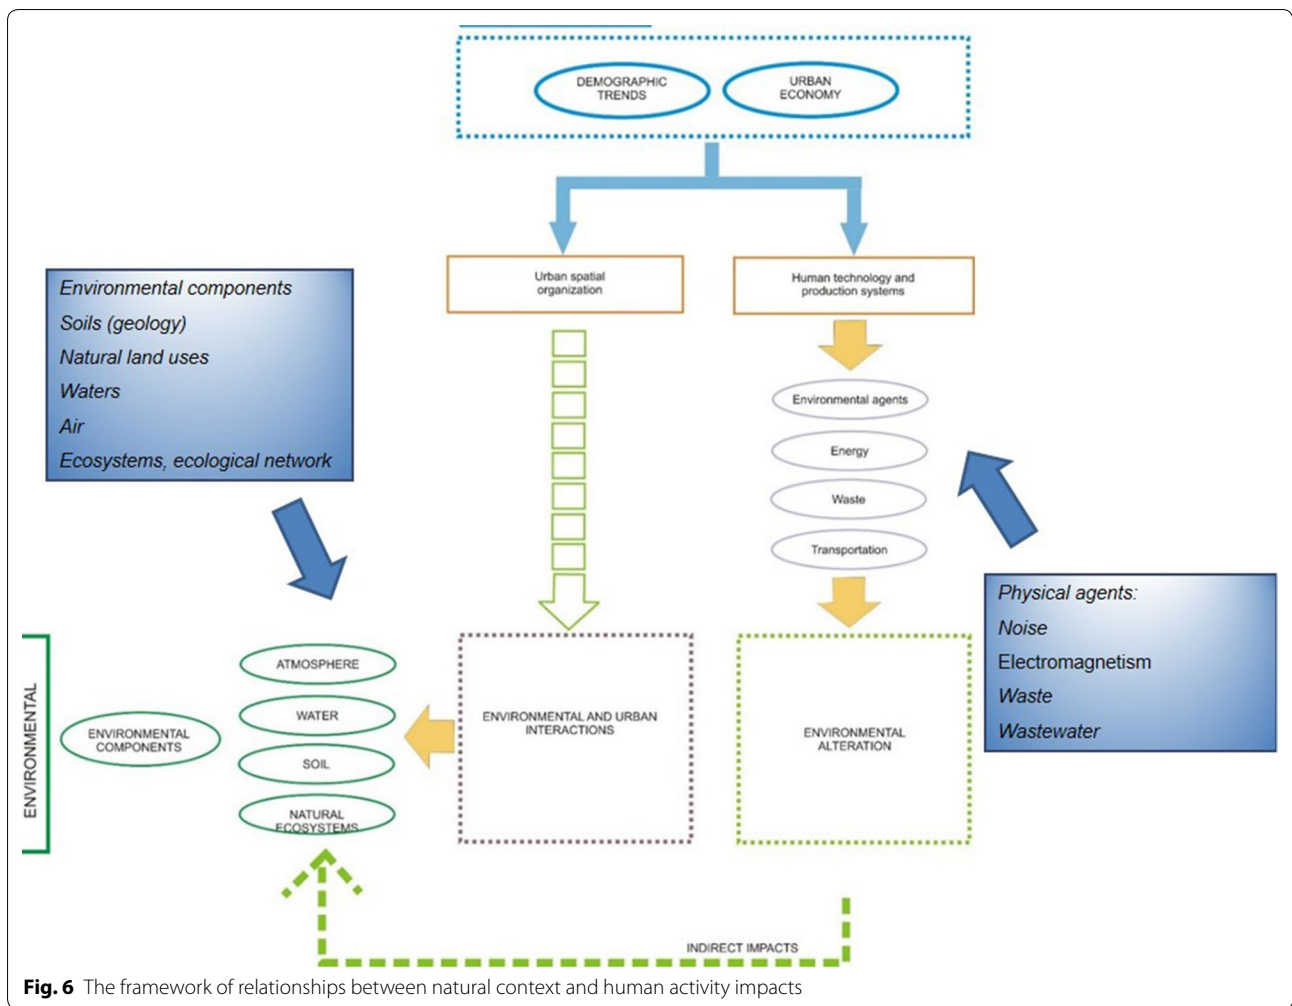 DEMOGRAPHIC
TRENDS
URBAN
ECONOMY
Urban spatial
organization
Human technology and
production systems
Environmental components
Soils (geology)
Natural land uses
Waters
Air
Ecosystems, ecological network
Environmental agents
Energy
Waste
Transportation
Physical agents:
Noise
Electromagnetism
Waste
Wastewater
ENVIRONMENTAL
ENVIRONMENTAL
COMPONENTS
ATMOSPHERE
WATER
SOIL
NATURAL
ECOSYSTEMS
ENVIRONMENTAL AND URBAN
INTERACTIONS
ENVIRONMENTAL
ALTERATION
INDIRECT IMPACTS
Fig. 6 The framework of relationships between natural context and human activity impacts